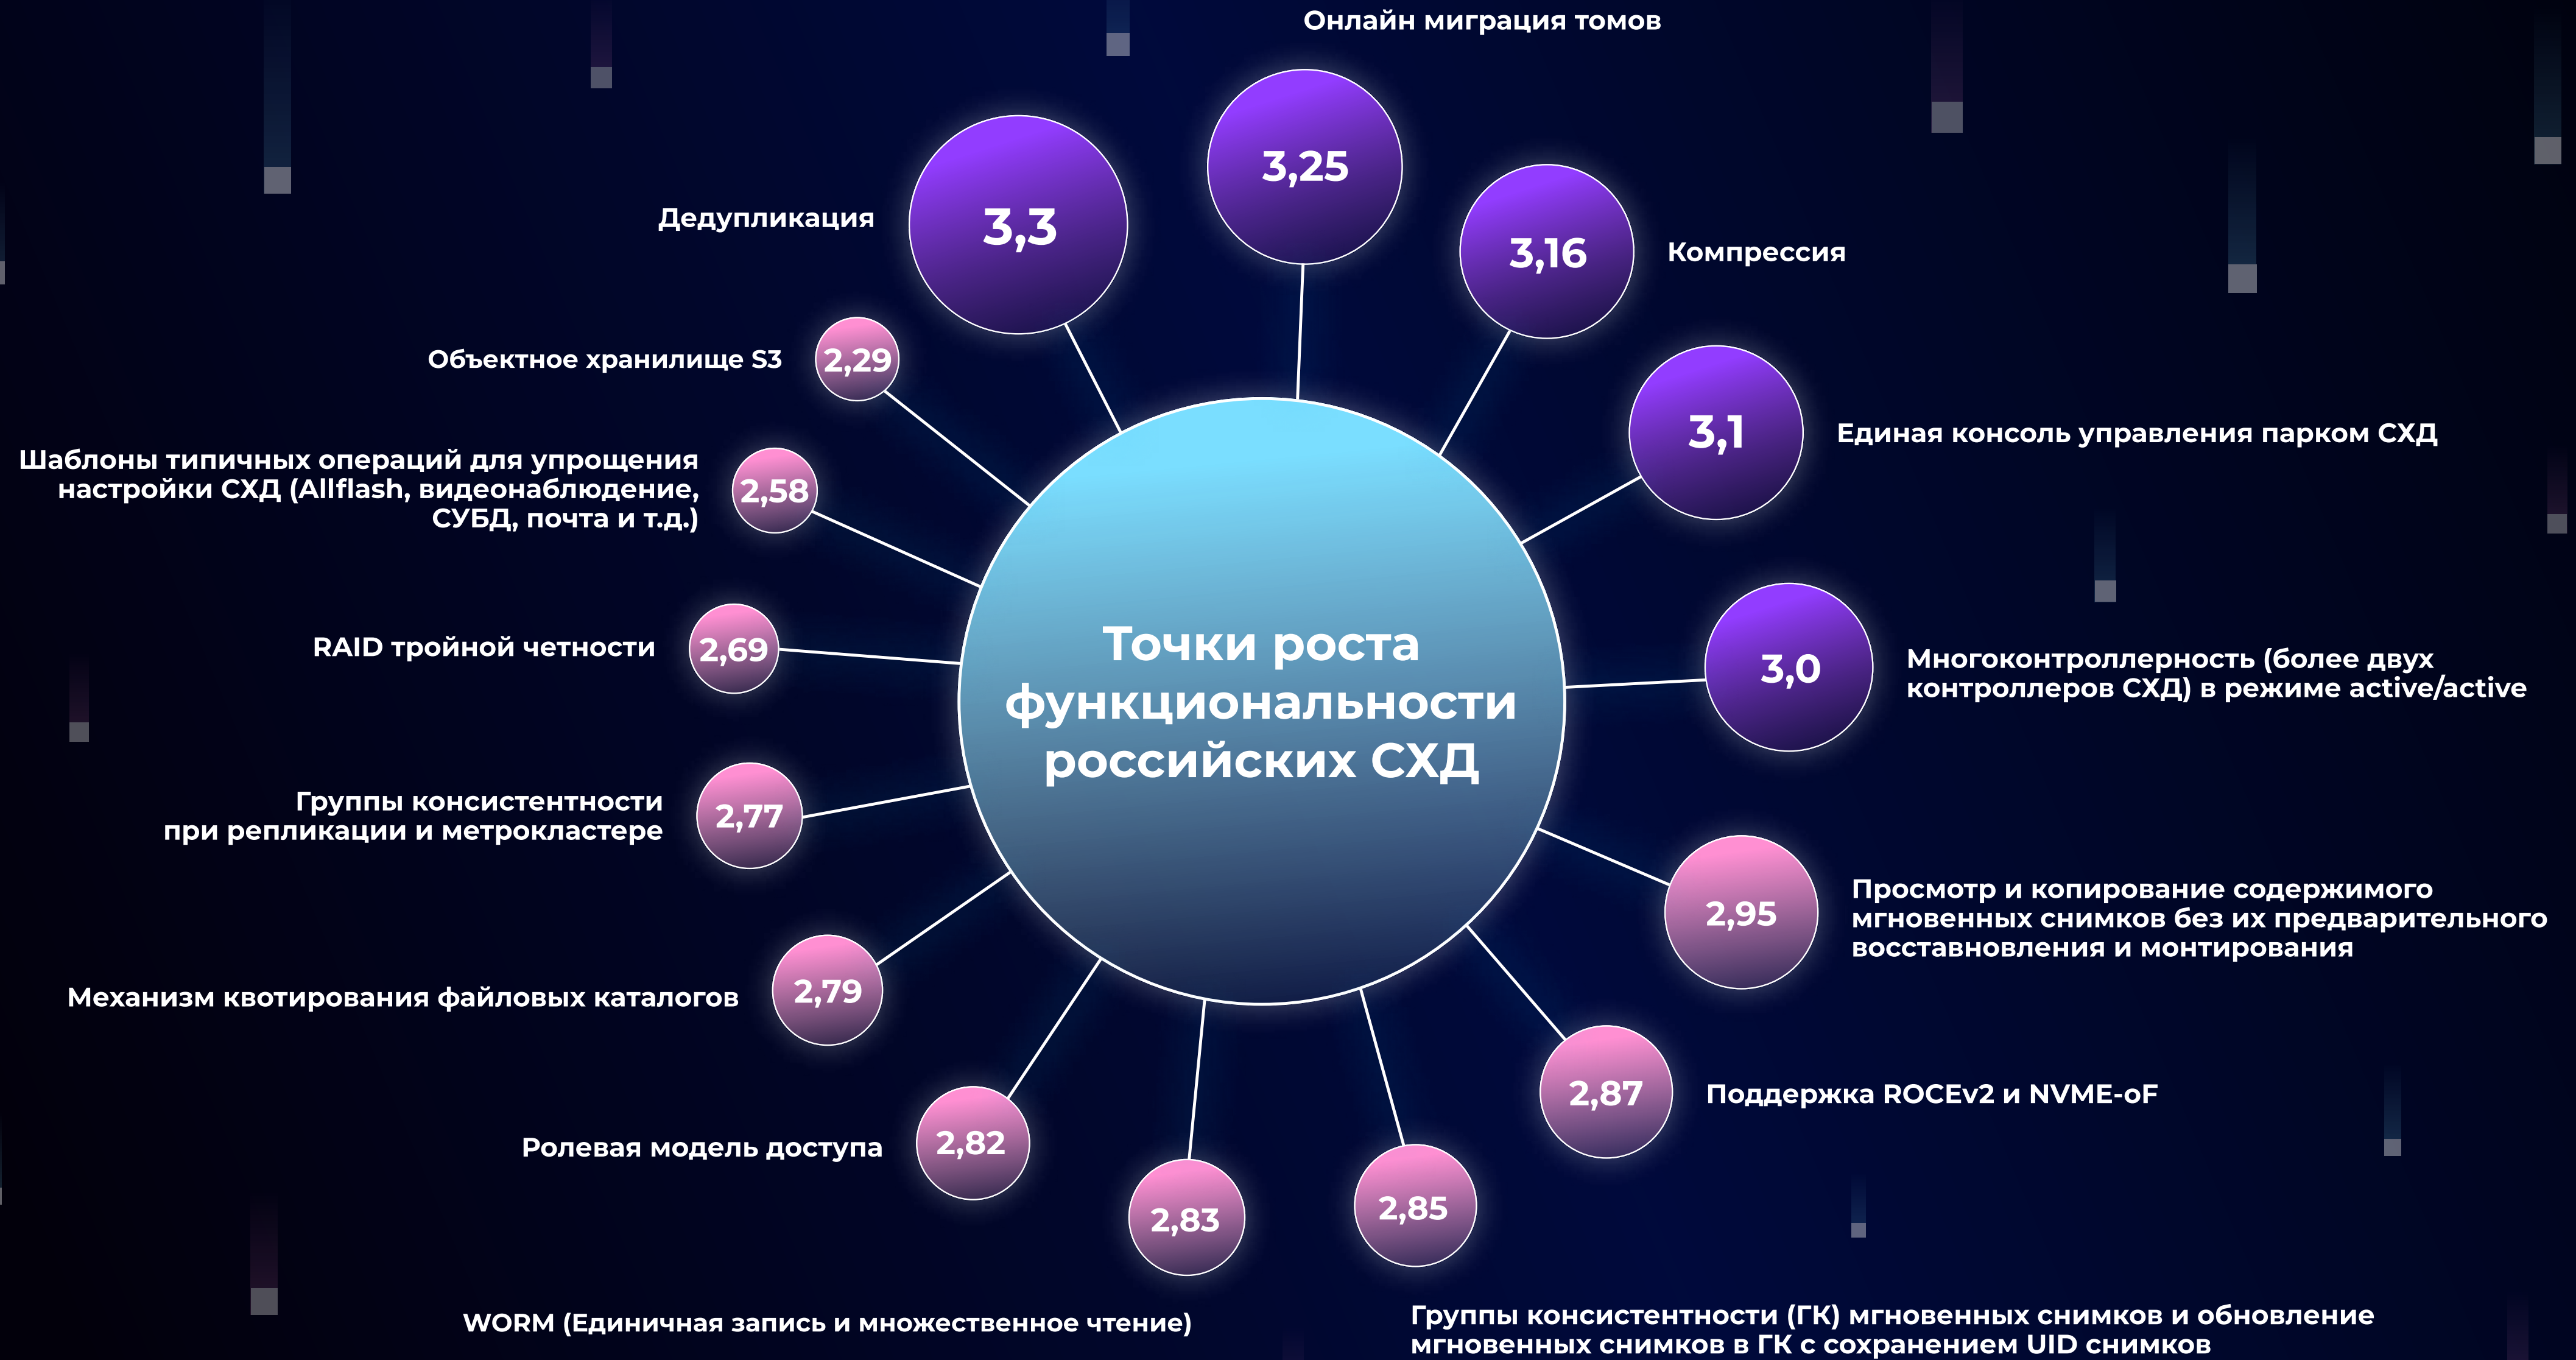 Онлайн миграция томов
3,25
3,3
Дедупликация
3,16
Компрессия
3,1
Единая консоль управления парком СХД
3,0
Многоконтроллерность (более двух
контроллеров СХД) в режиме active/active
2,95
Просмотр и копирование содержимого
мгновенных снимков без их предварительного
восставновления и монтирования
2,87
Поддержка ROCEv2 и NVME-oF
2,85
Группы консистентности (ГК) мгновенных снимков и обновление
мгновенных снимков в ГК с сохранением UID снимков
2,83
WORM (Единичная запись и множественное чтение)
2,82
Ролевая модель доступа
2,79
Механизм квотирования файловых каталогов
2,77
Группы консистентности
при репликации и метрокластере
2,69
RAID тройной четности
2,58
Шаблоны типичных операций для упрощения
настройки СХД (Allflash, видеонаблюдение,
СУБД, почта и т.д.)
2,29
Объектное хранилище S3
Точки роста
функциональности
российских СХД